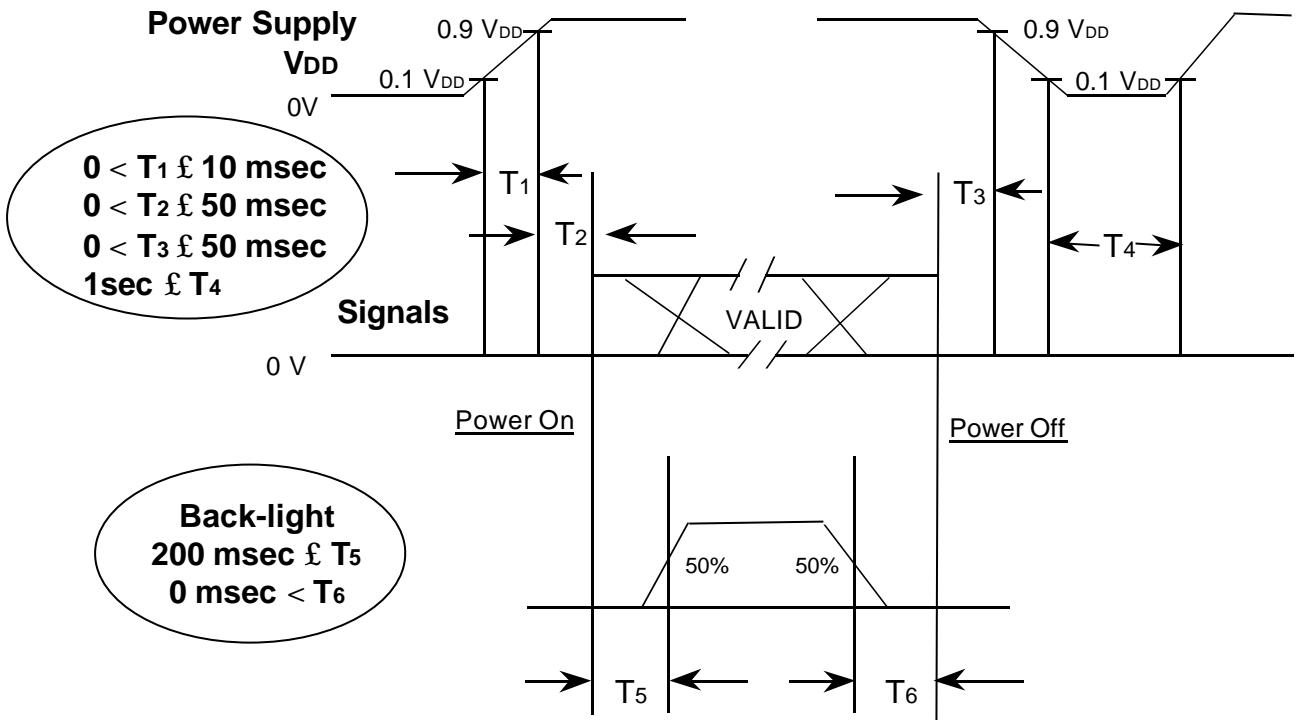 Power Supply
VDD
0.9 VDD
0.9 VDD
0.1 VDD
0.1 VDD
0V
0 < T1 £ 10 msec
0 < T2 £ 50 msec
0 < T3 £ 50 msec
1sec £ T4
T1
T3
T2
T4
Signals
VALID
0 V
Power On
Power Off
Back-light
200 msec £ T5
0 msec < T6
50%
50%
T5
T6